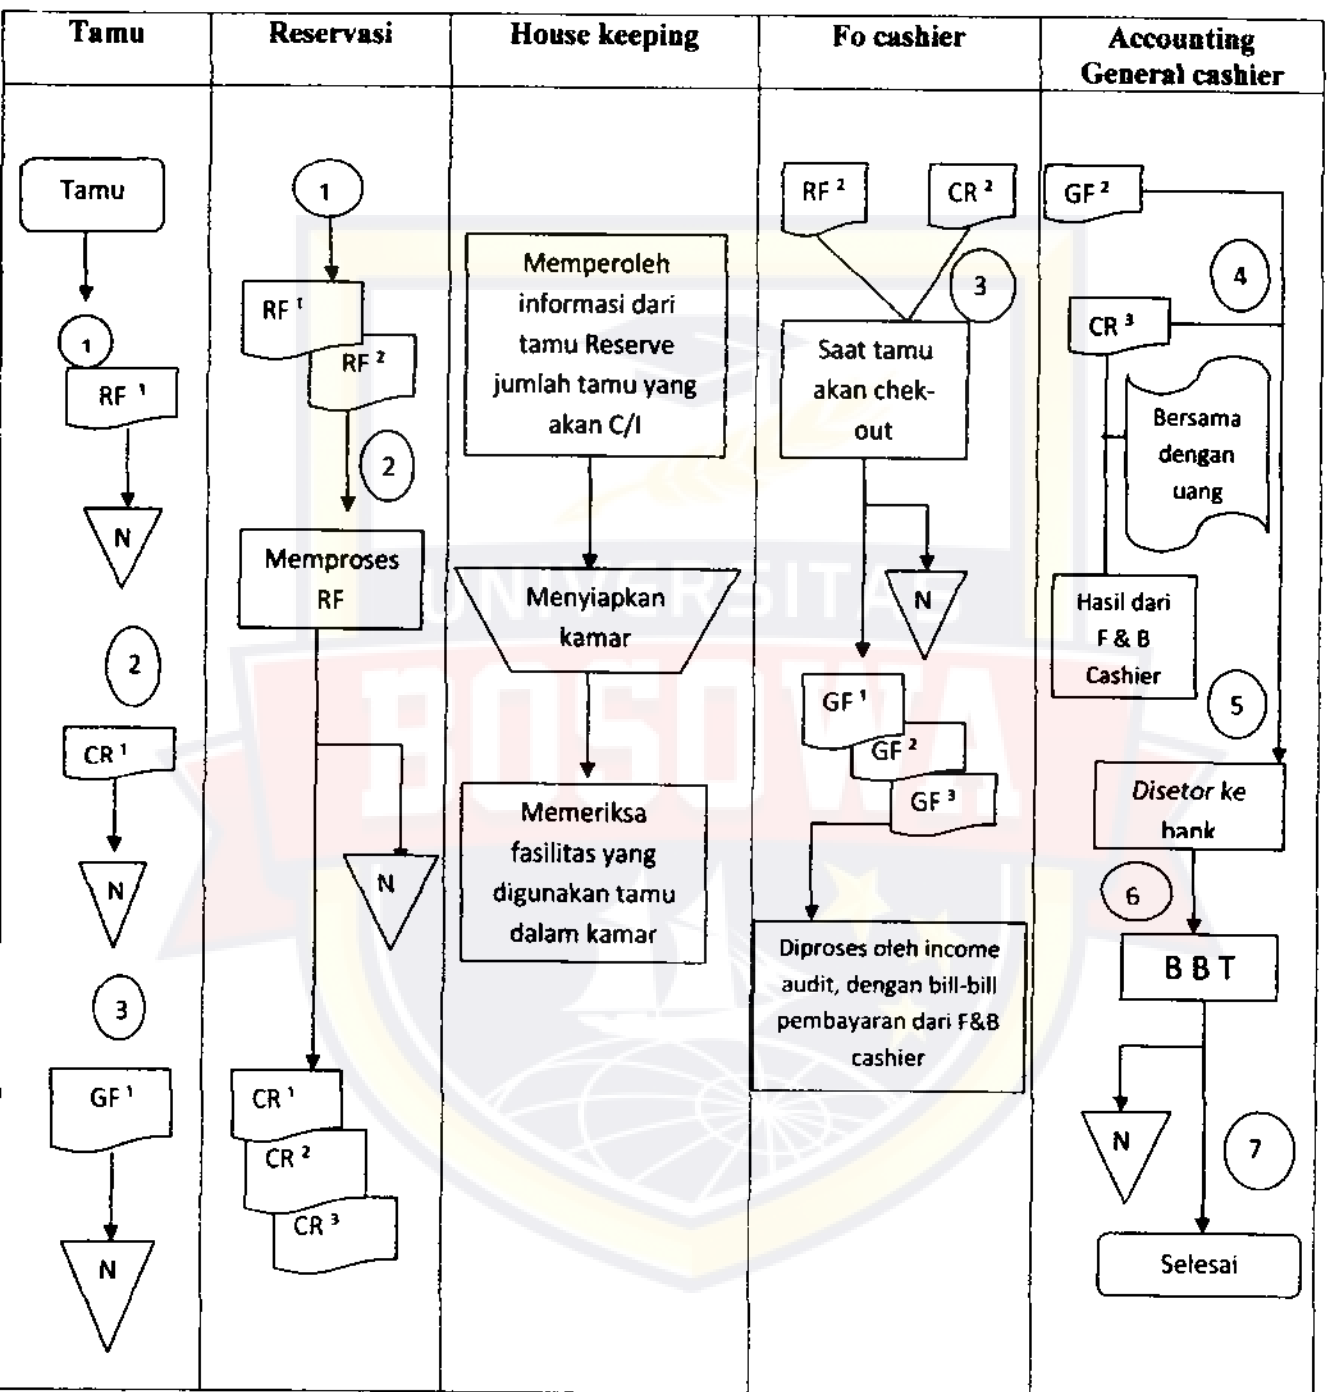 Tamu
Reservasi
House keeping
Fo cashier
Accounting
General cashier
Tamu
1
RF 1
N
2
CR 1
N
3
GF 1
N
1
RF 1
RF 2
2
Memproses
RF
N
CR 1
CR 2
CR 3
Memperoleh
informasi dari
tamu Reserve
jumlah tamu yang
akan C/I
Menyiapkan
kamar
Memeriksa
fasilitas yang
digunakan tamu
dalam kamar
RF 2
CR 2
3
Saat tamu
akan chek-
out
N
GF 1
GF 2
GF 3
Diproses oleh income
audit, dengan bill-bill
pembayaran dari F&B
cashier
GF 2
4
CR 3
Bersama
dengan
uang
Hasil dari
F & B
Cashier
5
Disetor ke
bank
6
B B T
N
7
Selesai
UNIVERSITAS
BOSOWA